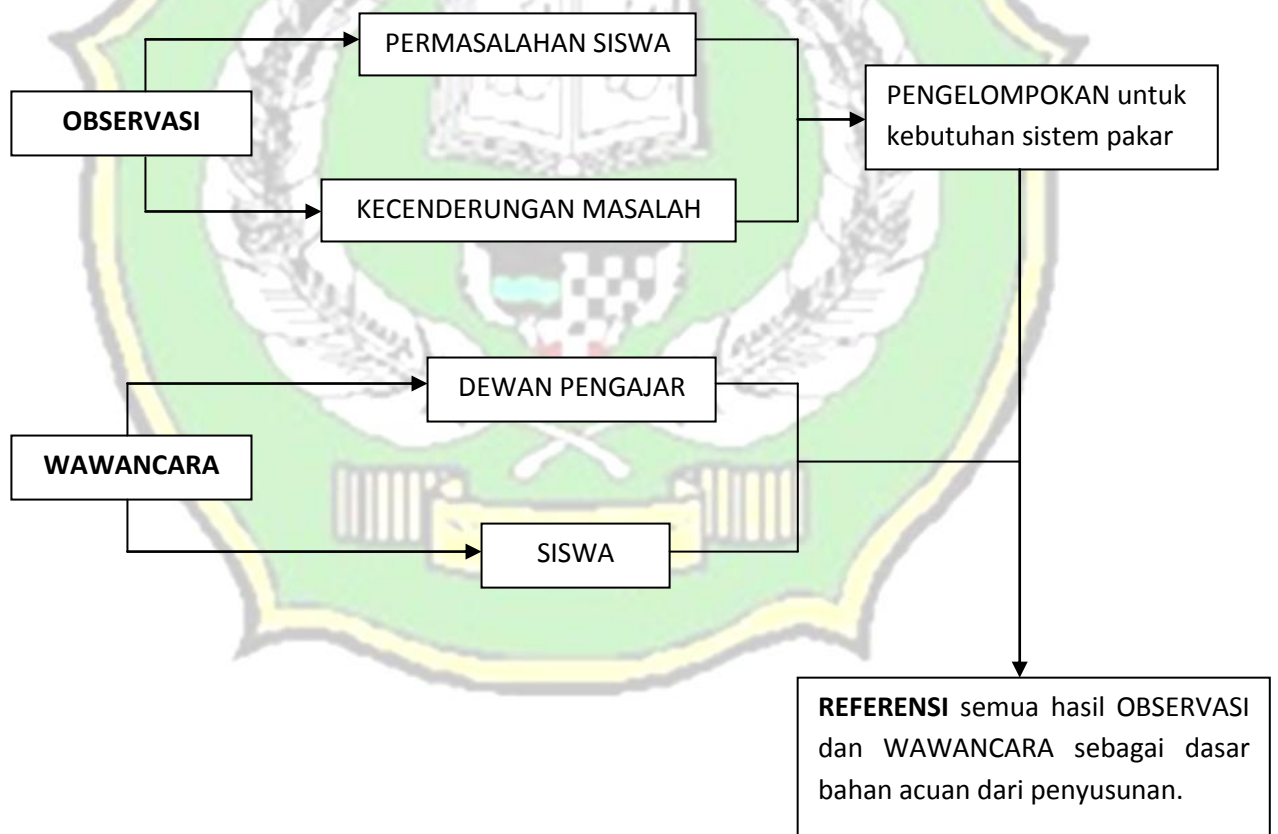 PERMASALAHAN SISWA
OBSERVASI
KECENDERUNGAN MASALAH
PENGELOMPOKAN untuk
kebutuhan sistem pakar
DEWAN PENGAJAR
WAWANCARA
SISWA
REFERENSI semua hasil OBSERVASI
dan WAWANCARA sebagai dasar
bahan acuan dari penyusunan.